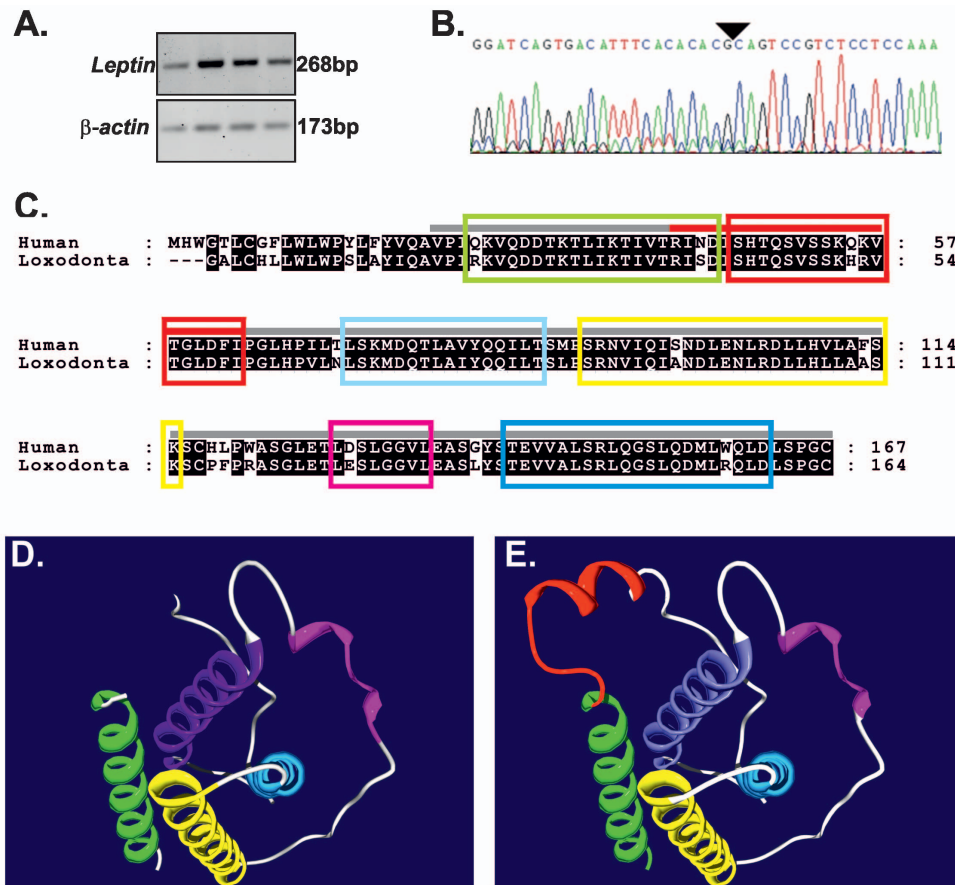 A.
Leptin 268bp
β-actin 173bp
B.
GGATCAGTGACATTTCACACACGCAGTCCGTCTCCTCCAAA
C.
Human : MHWGTLCGFLWLWPYLFYVQAVPIQKVQDDTKTLIKTIVTRINDISHTQSVSSKQKV : 57
Loxodonta : ---GALCHLLWLWPSLAYIQAVPIRKVQDDTKTLIKTIVTRISDISHTQSVSSKHRV : 54
Human : TGLDFIPGLHPILTLSKMDQTLAVYQQILTSMPSRNVIQISNDLENLRDLLHVLAFS : 114
Loxodonta : TGLDFIPGLHPVLNLSKMDQTLAIYQQILTSLPSRNVIQIANDLENLRDLLHLLAAS : 111
Human : KSCHLPWASGLETLDSLGGVLEASGYSTEVVALSRLQGSLQDMLWQLDLSPGC : 167
Loxodonta : KSCPFPRASGLETLESLGGVLEASLYSTEVVALSRLQGSLQDMLRQLDLSPGC : 164
D.
E.